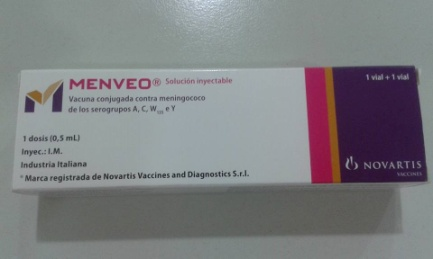 MENVEO® Solución inyectable
1 vial + 1 vial
Vacuna conjugada contra meningococo
de los serogrupos A, C, W135 e Y
1 dosis (0,5 mL)
Inyec.: I.M.
Industria Italiana
* Marca registrada de Novartis Vaccines and Diagnostics S.r.l.
NOVARTIS
VACCINES